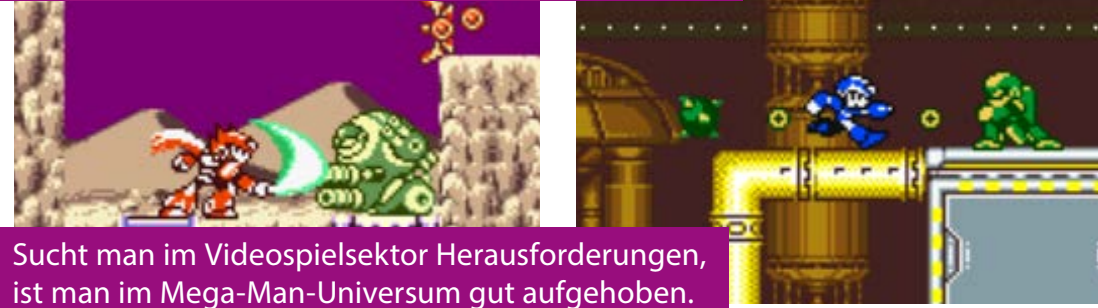 Sucht man im Videospielsektor Herausforderungen,
ist man im Mega-Man-Universum gut aufgehoben.